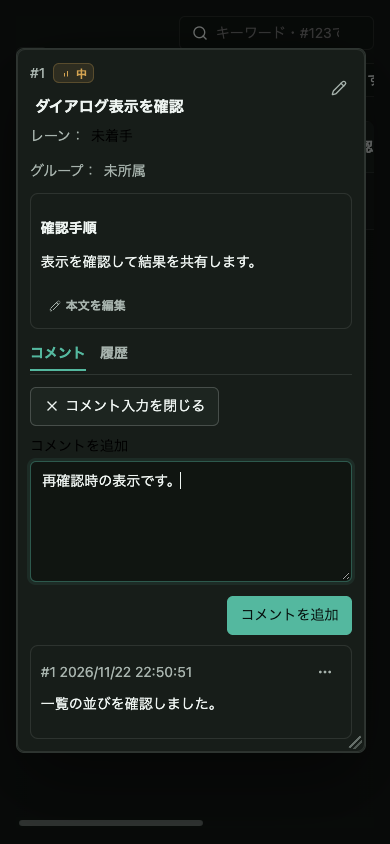 キーワード・#123
#1 中
ダイアログ表示を確認
レーン： 未着手
グループ： 未所属
確認手順
表示を確認して結果を共有します。
本文を編集
コメント 履歴
コメント入力を閉じる
コメントを追加
再確認時の表示です。
コメントを追加
#1 2026/11/22 22:50:51
一覧の並びを確認しました。